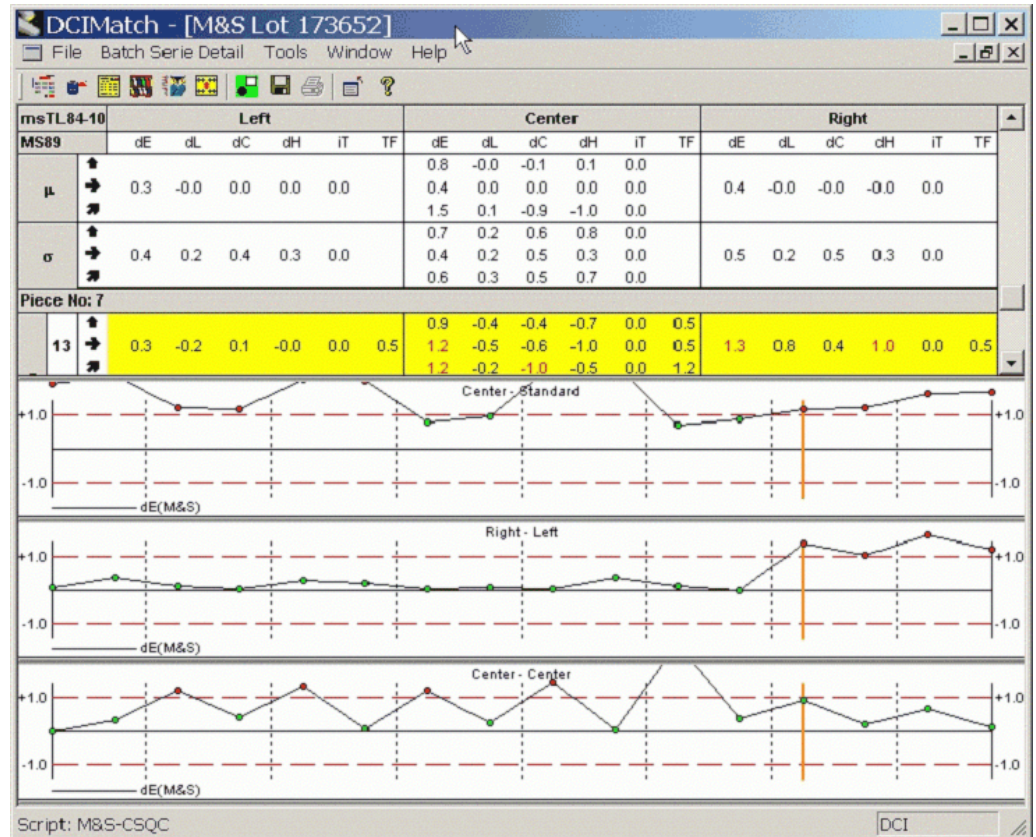 DCIMatch - [M&S Lot 173652]
File Batch Serie Detail Tools Window Help
msTL84-10 Left Center Right
MS89 dE dL dC dH iT TF dE dL dC dH iT TF dE dL dC dH iT TF
0.8 -0.0 -0.1 0.1 0.0
μ 0.3 -0.0 0.0 0.0 0.0 0.4 0.0 0.0 0.0 0.0 0.4 -0.0 -0.0 -0.0 0.0
1.5 0.1 -0.9 -1.0 0.0
0.7 0.2 0.6 0.8 0.0
σ 0.4 0.2 0.4 0.3 0.0 0.4 0.2 0.5 0.3 0.0 0.5 0.2 0.5 0.3 0.0
0.6 0.3 0.5 0.7 0.0
Piece No: 7
0.9 -0.4 -0.4 -0.7 0.0 0.5
13 0.3 -0.2 0.1 -0.0 0.0 0.5 1.2 -0.5 -0.6 -1.0 0.0 0.5 1.3 0.8 0.4 1.0 0.0 0.5
1.2 -0.2 -1.0 -0.5 0.0 1.2
Center - Standard
+1.0 +1.0
-1.0 -1.0
dE(M&S)
Right - Left
+1.0 +1.0
-1.0 -1.0
dE(M&S)
Center - Center
+1.0 +1.0
-1.0 -1.0
dE(M&S)
Script: M&S-CSQC DCI